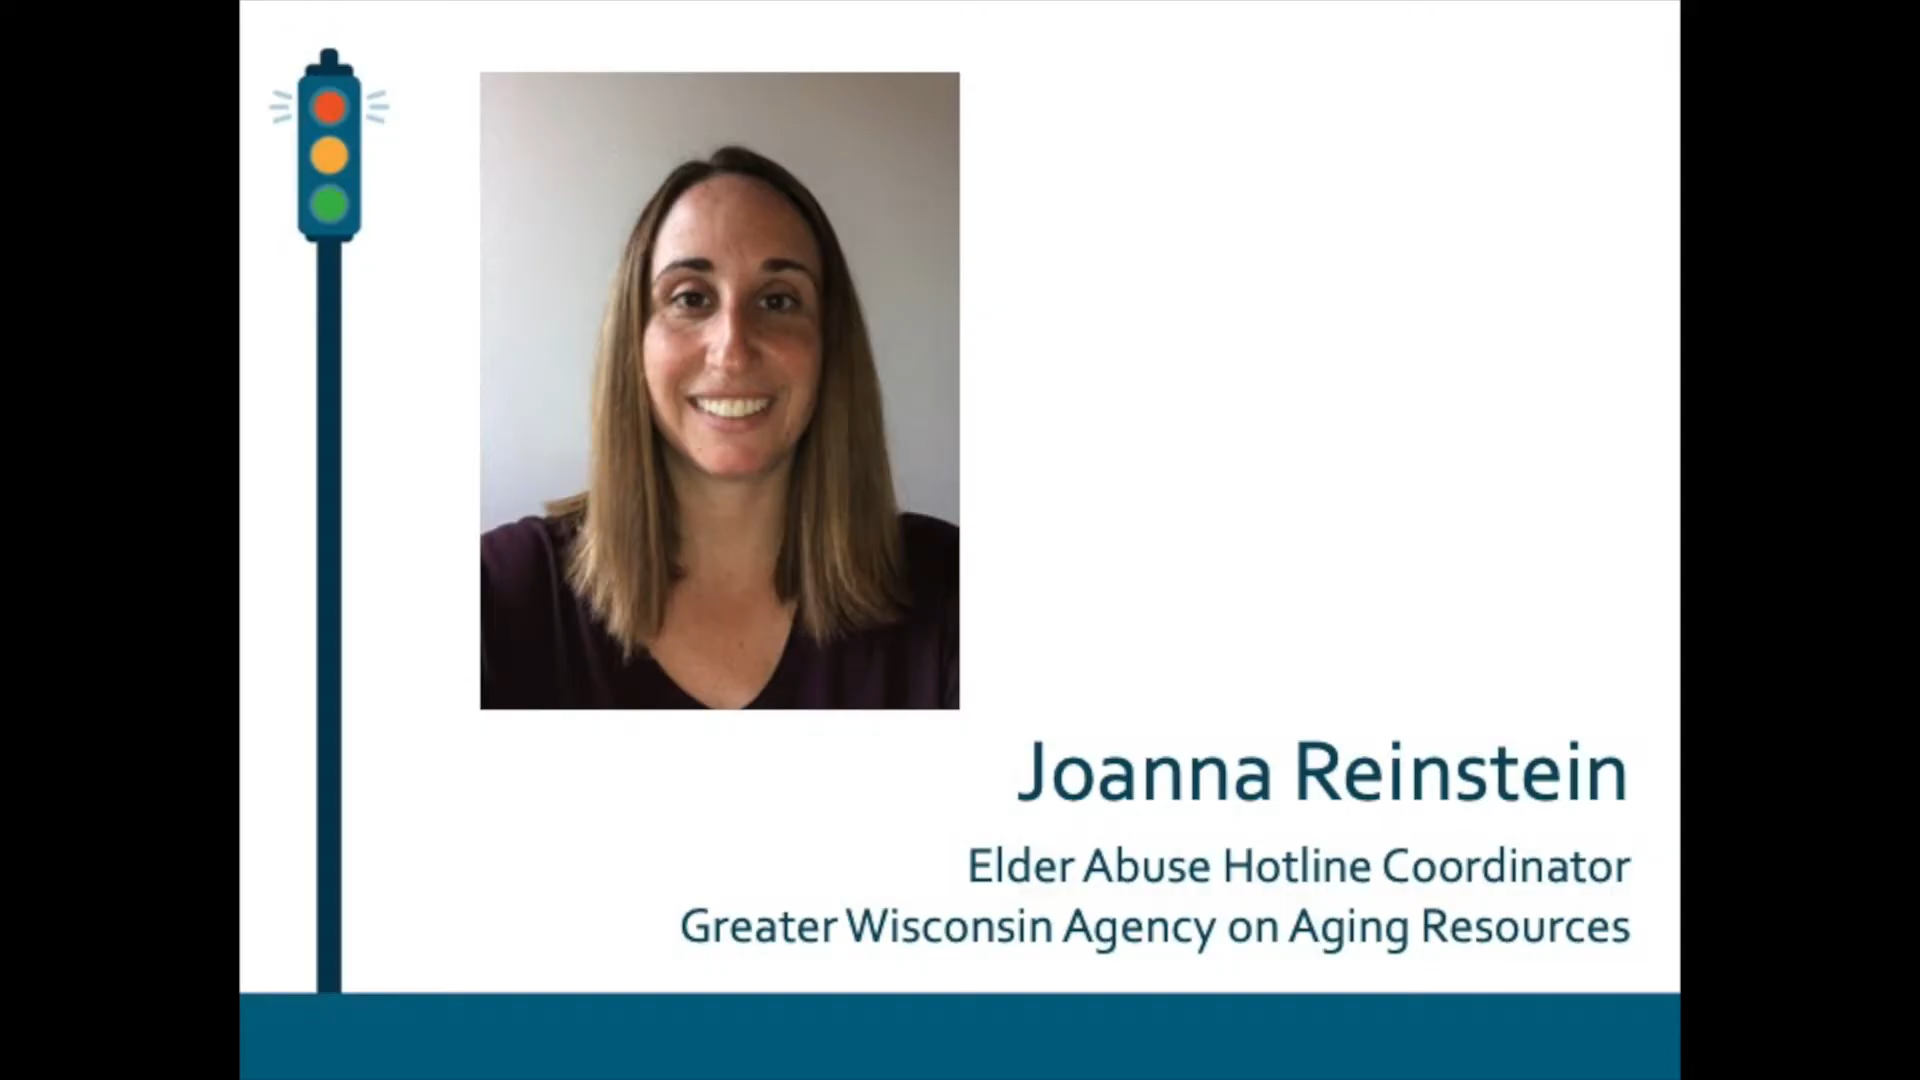 Joanna Reinstein
Elder Abuse Hotline Coordinator
Greater Wisconsin Agency on Aging Resources